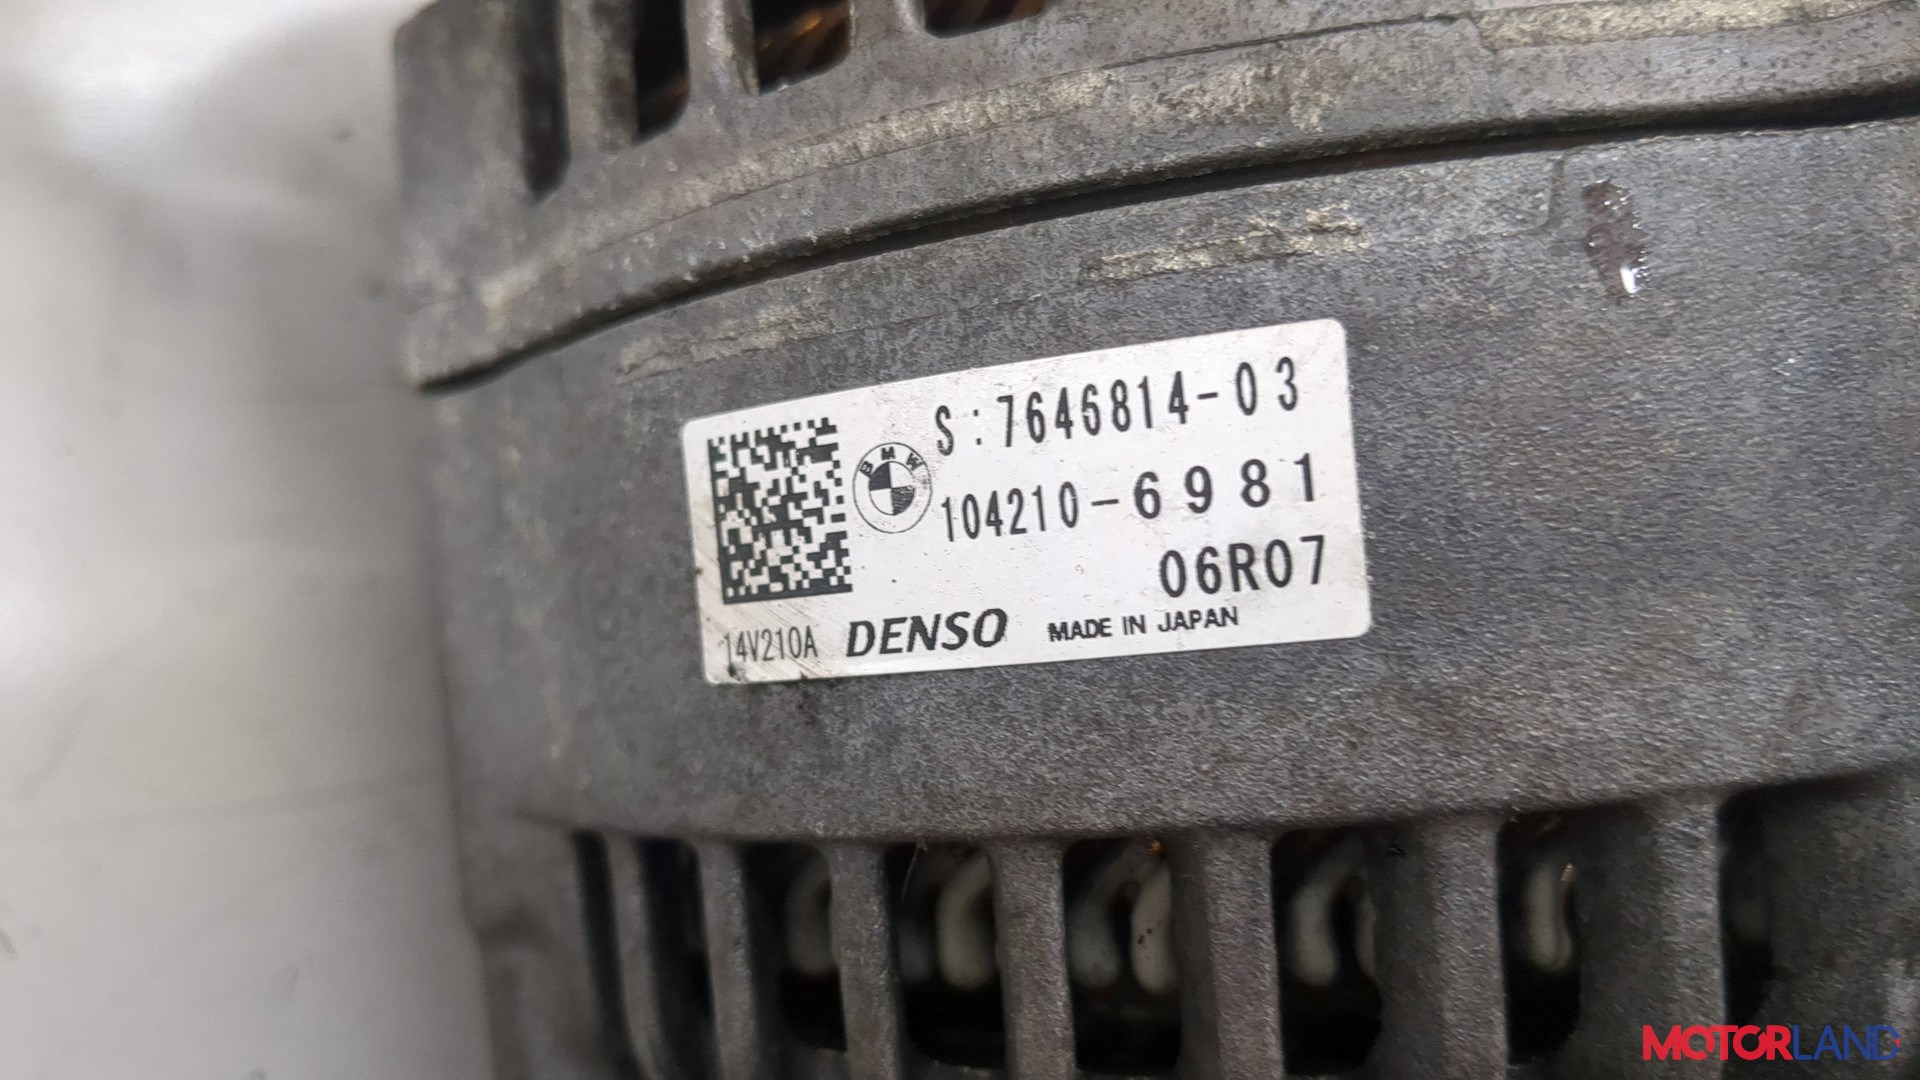 S:7646814-03
BMW
104210-6981
06R07
14V210A DENSO MADE IN JAPAN
MOTORLAND